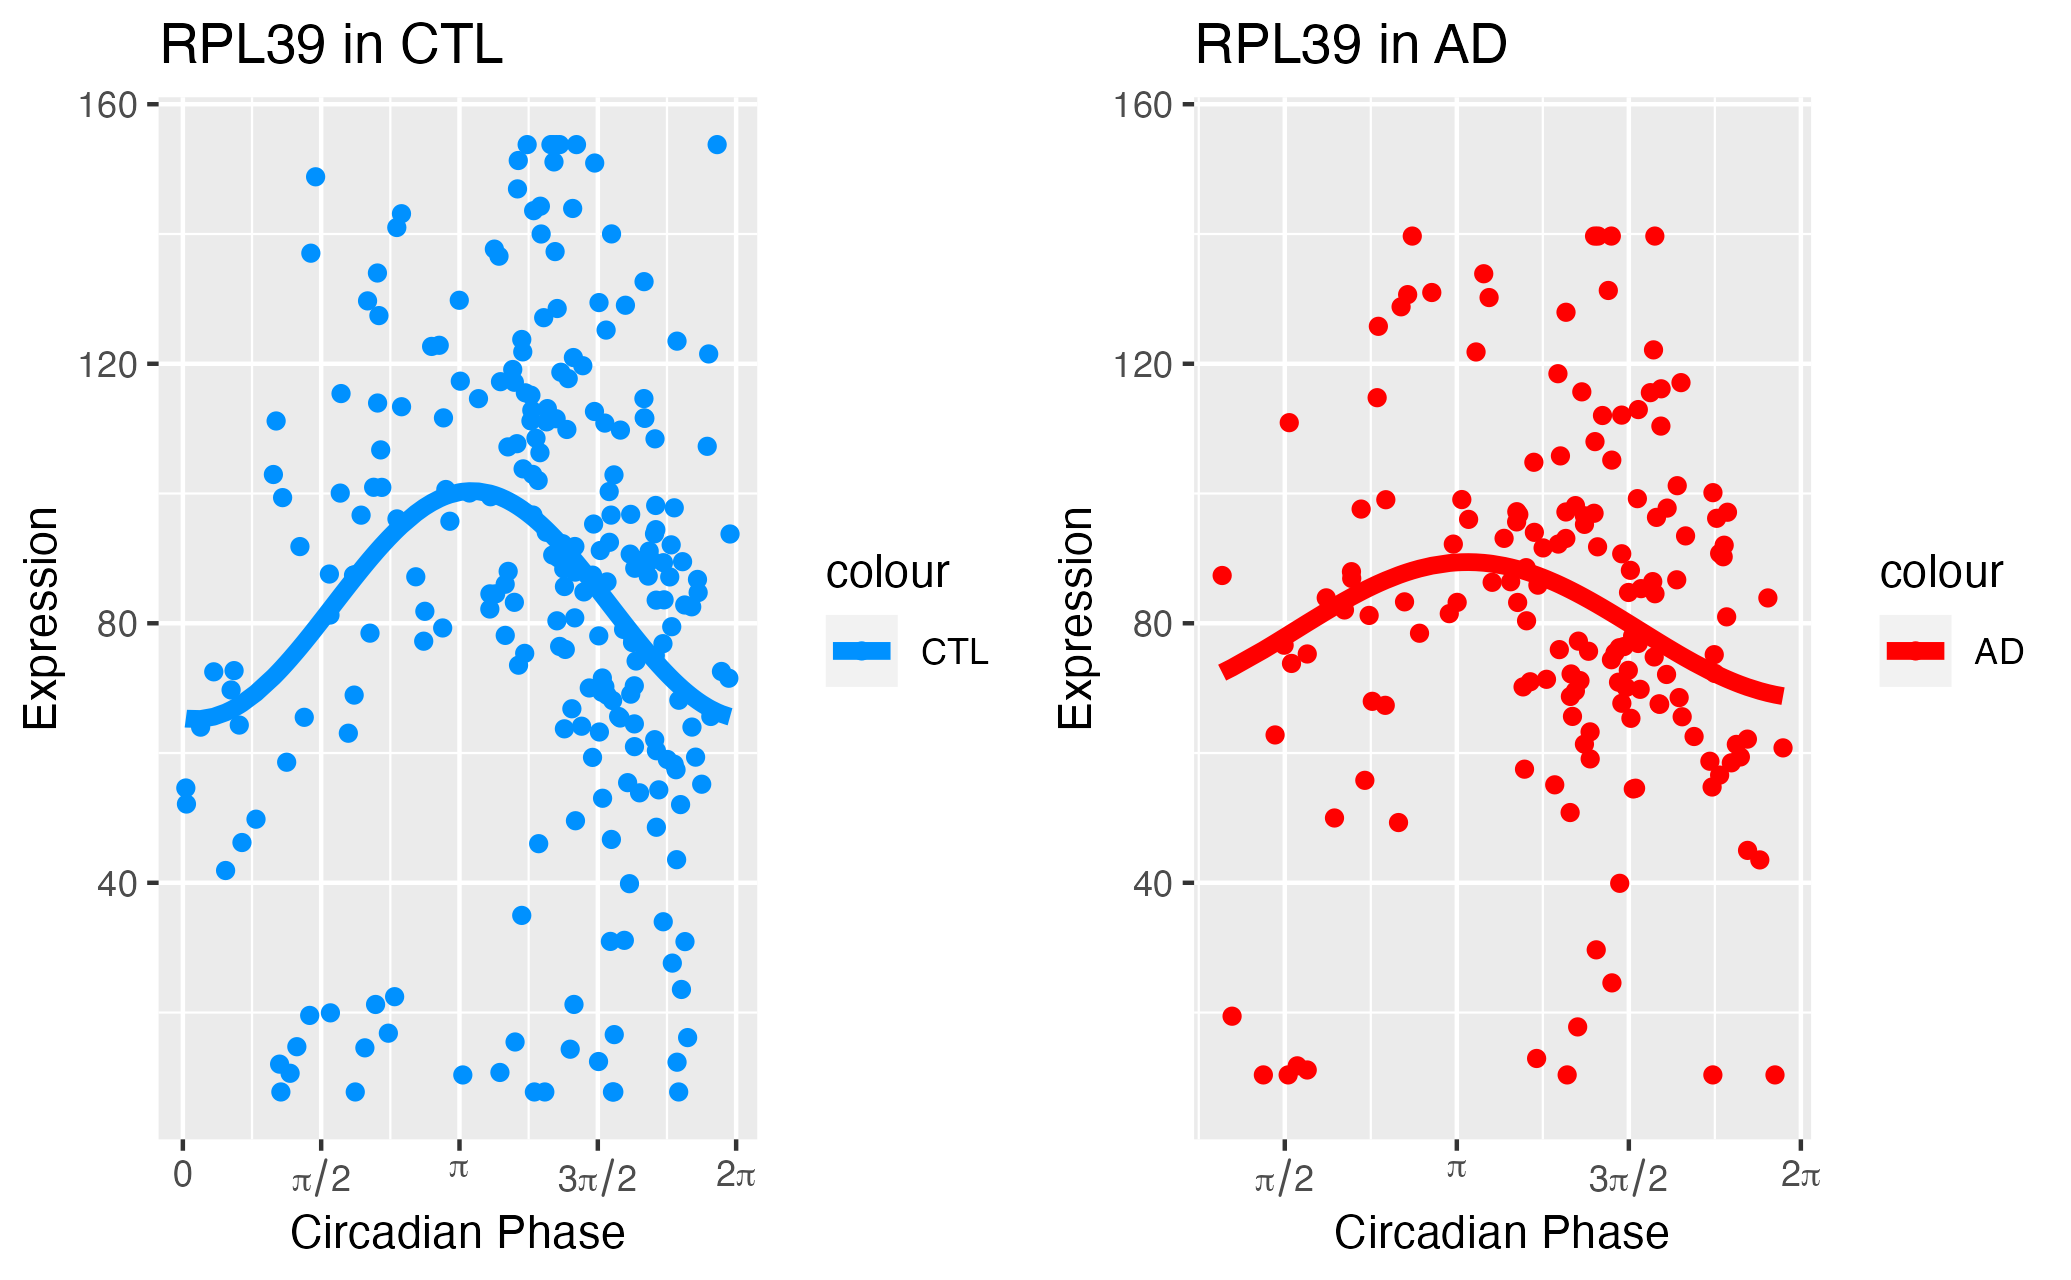 RPL39 in CTL
160
120
80
40
Expression
0
π/2
π
3π/2
2π
Circadian Phase
colour
CTL
RPL39 in AD
160
120
80
40
Expression
π/2
π
3π/2
2π
Circadian Phase
colour
AD